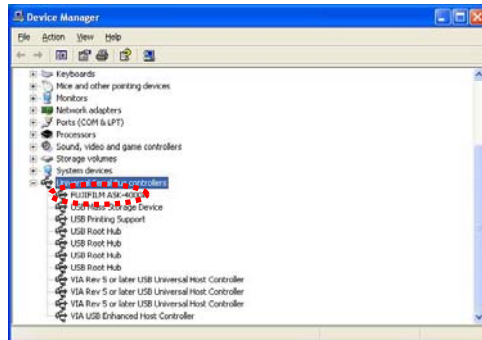 Device Manager
File Action View Help
Keyboards
Mice and other pointing devices
Monitors
Network adapters
Ports (COM & LPT)
Processors
Sound, video and game controllers
Storage volumes
System devices
Universal Serial Bus controllers
FUJIFILM ASK-4000
USB Mass Storage Device
USB Printing Support
USB Root Hub
USB Root Hub
USB Root Hub
USB Root Hub
VIA Rev 5 or later USB Universal Host Controller
VIA Rev 5 or later USB Universal Host Controller
VIA Rev 5 or later USB Universal Host Controller
VIA USB Enhanced Host Controller